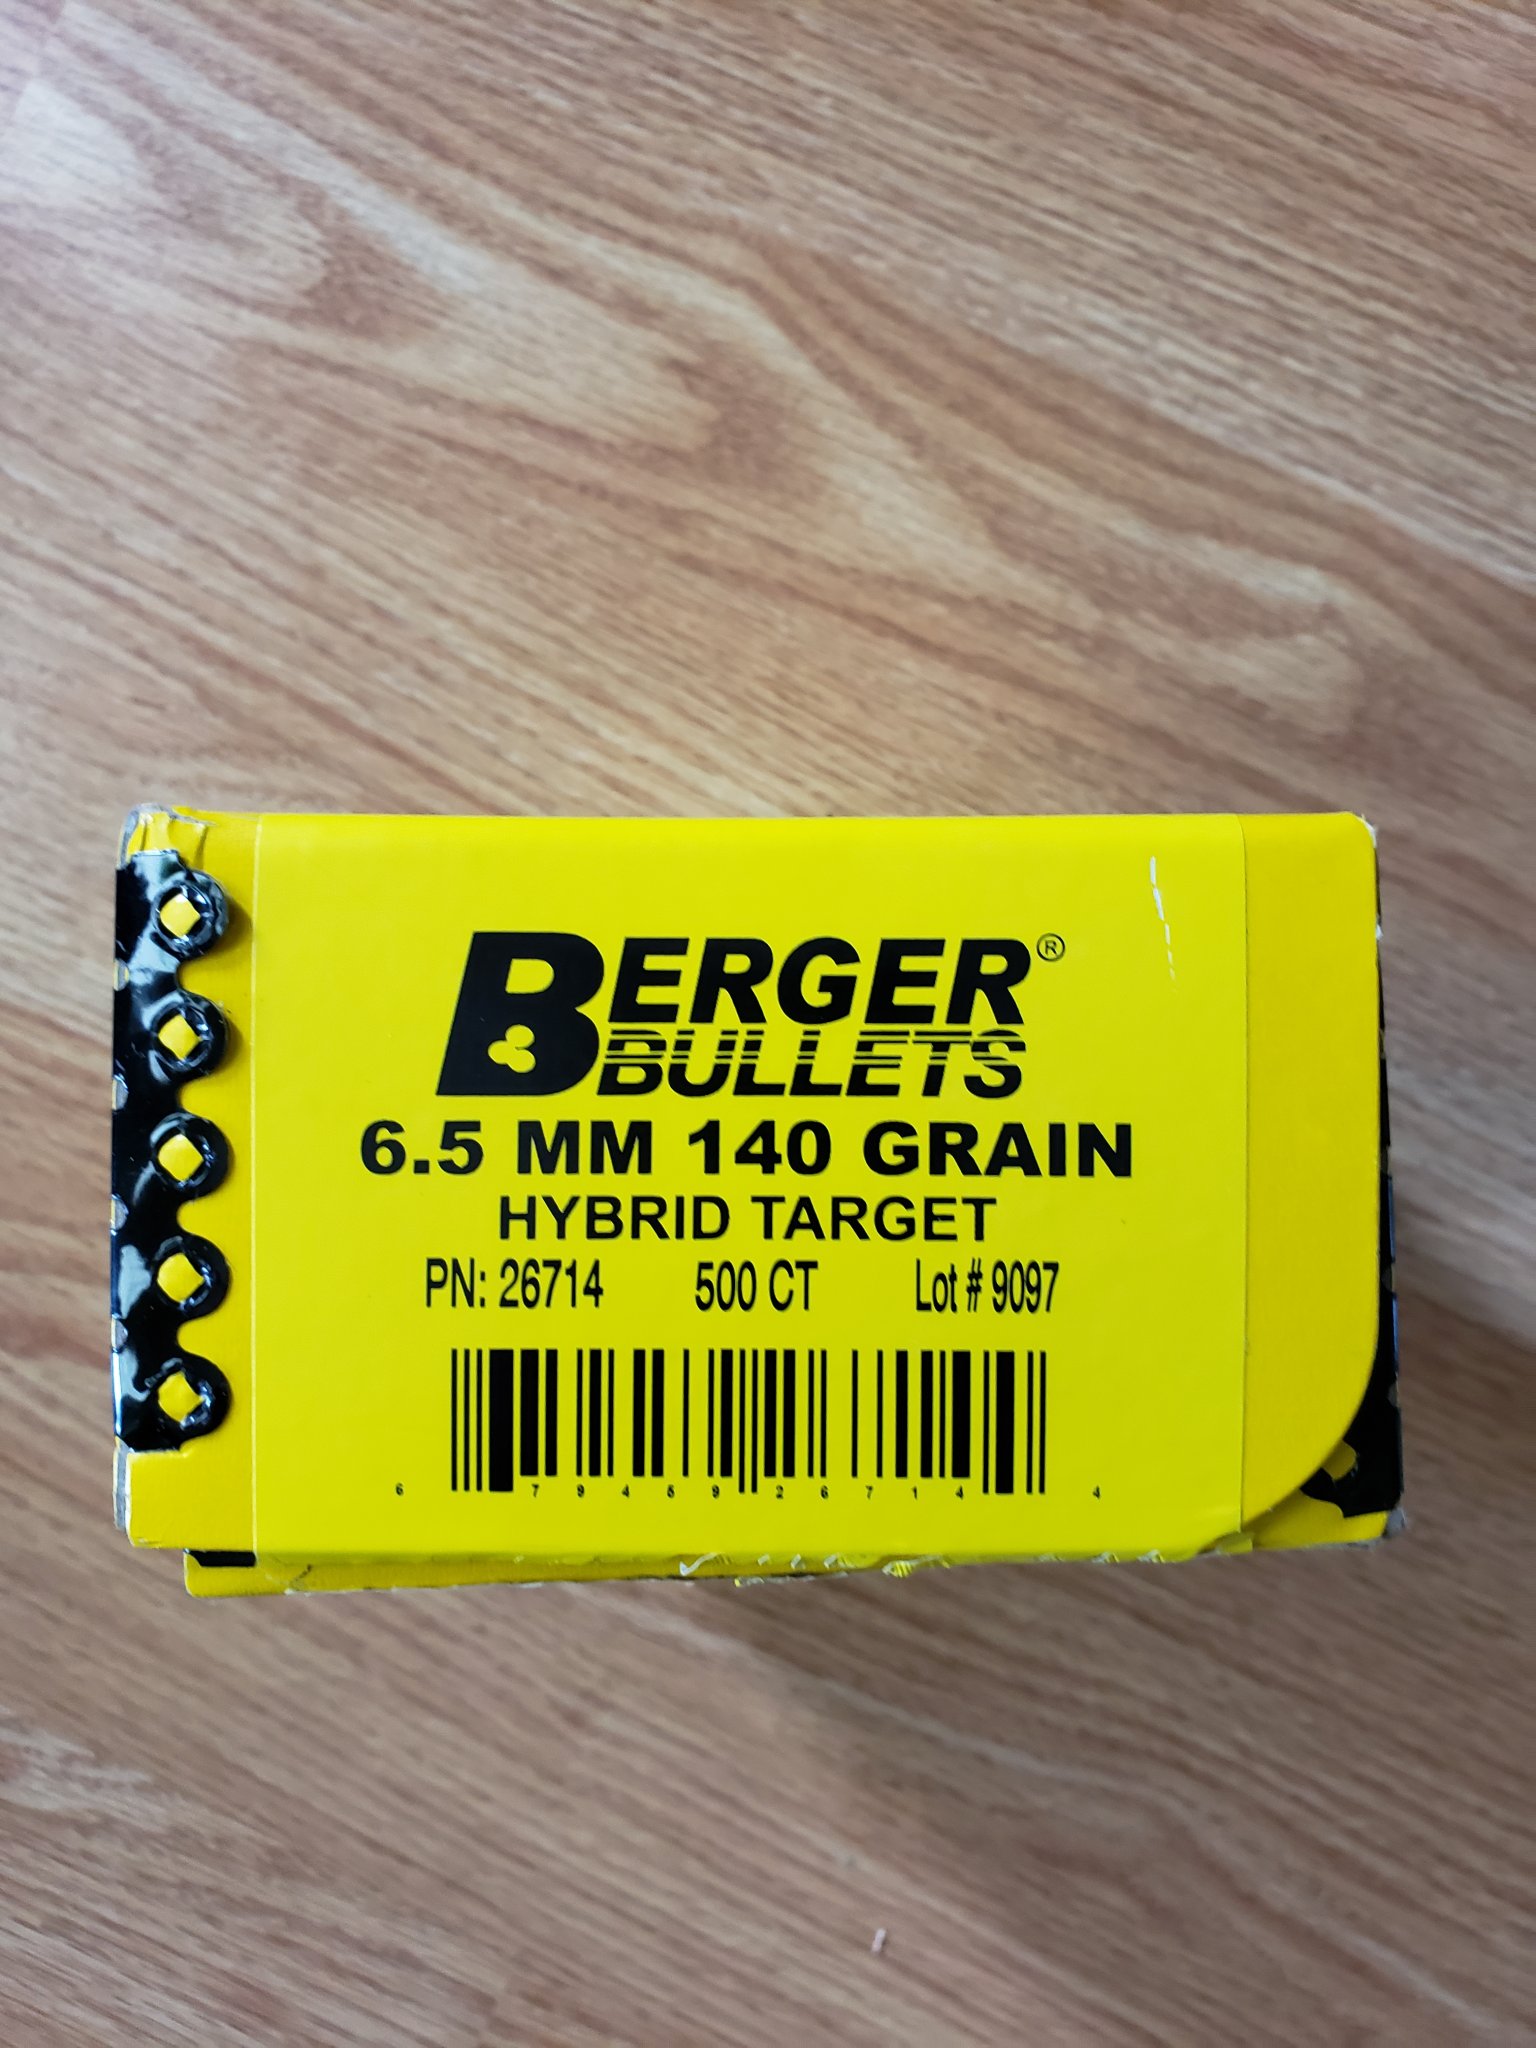 BERGER®
BULLETS
6.5 MM 140 GRAIN
HYBRID TARGET
PN: 26714 500 CT Lot # 9097
6 79459 26714 4